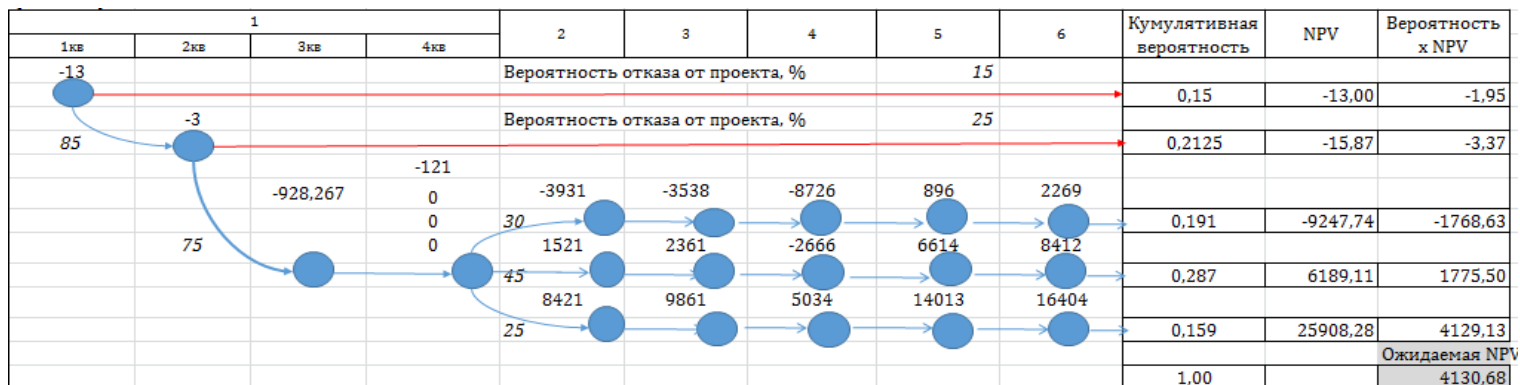 1 2 3 4 5 6 Кумулятивная вероятность NPV Вероятность x NPV
1кв 2кв 3кв 4кв
-13 Вероятность отказа от проекта, % 15
0,15 -13,00 -1,95
-3 Вероятность отказа от проекта, % 25
85 0,2125 -15,87 -3,37
-121
-928,267 0 -3931 -3538 -8726 896 2269
0 30 0,191 -9247,74 -1768,63
75 0 1521 2361 -2666 6614 8412
45 0,287 6189,11 1775,50
8421 9861 5034 14013 16404
25 0,159 25908,28 4129,13
Ожидаемая NPV
1,00 4130,68